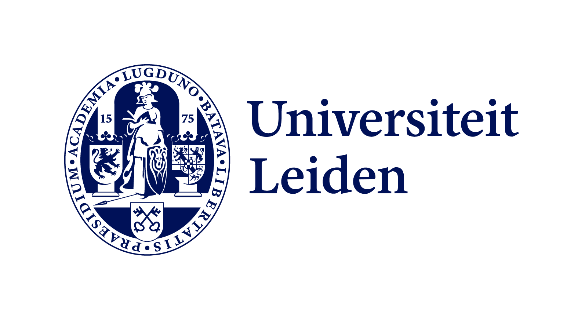 ACADEMIA • LUGDUNO • BATAVA • LIBERTATIS • PRAESIDIUM •
15 75
Universiteit
Leiden